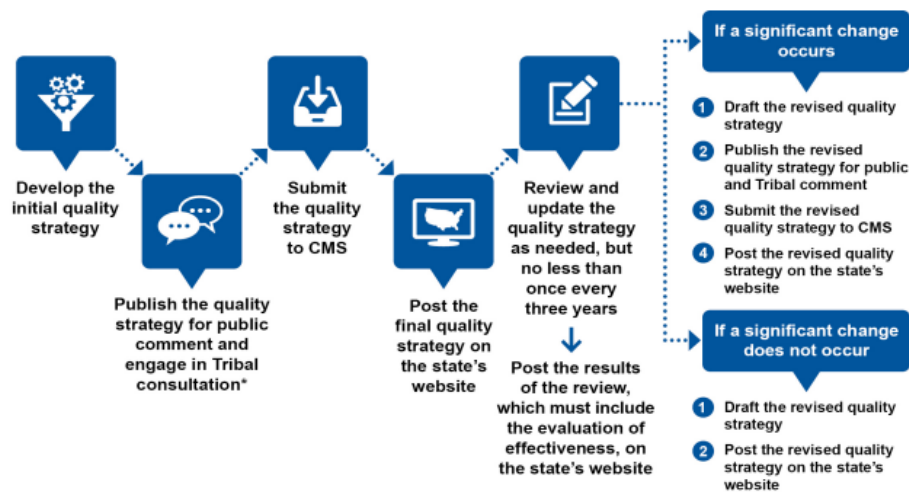 Develop the
initial quality
strategy
Publish the quality
strategy for public
comment and
engage in Tribal
consultation*
Submit
the quality
strategy
to CMS
Post the
final quality
strategy on
the state's
website
Review and
update the
quality strategy
as needed, but
no less than
once every
three years
Post the results
of the review,
which must include
the evaluation of
effectiveness, on
the state's website
If a significant change
occurs
1 Draft the revised quality
strategy
2 Publish the revised
quality strategy for public
and Tribal comment
3 Submit the revised
quality strategy to CMS
4 Post the revised quality
strategy on the state's
website
If a significant change
does not occur
1 Draft the revised quality
strategy
2 Post the revised quality
strategy on the state's
website